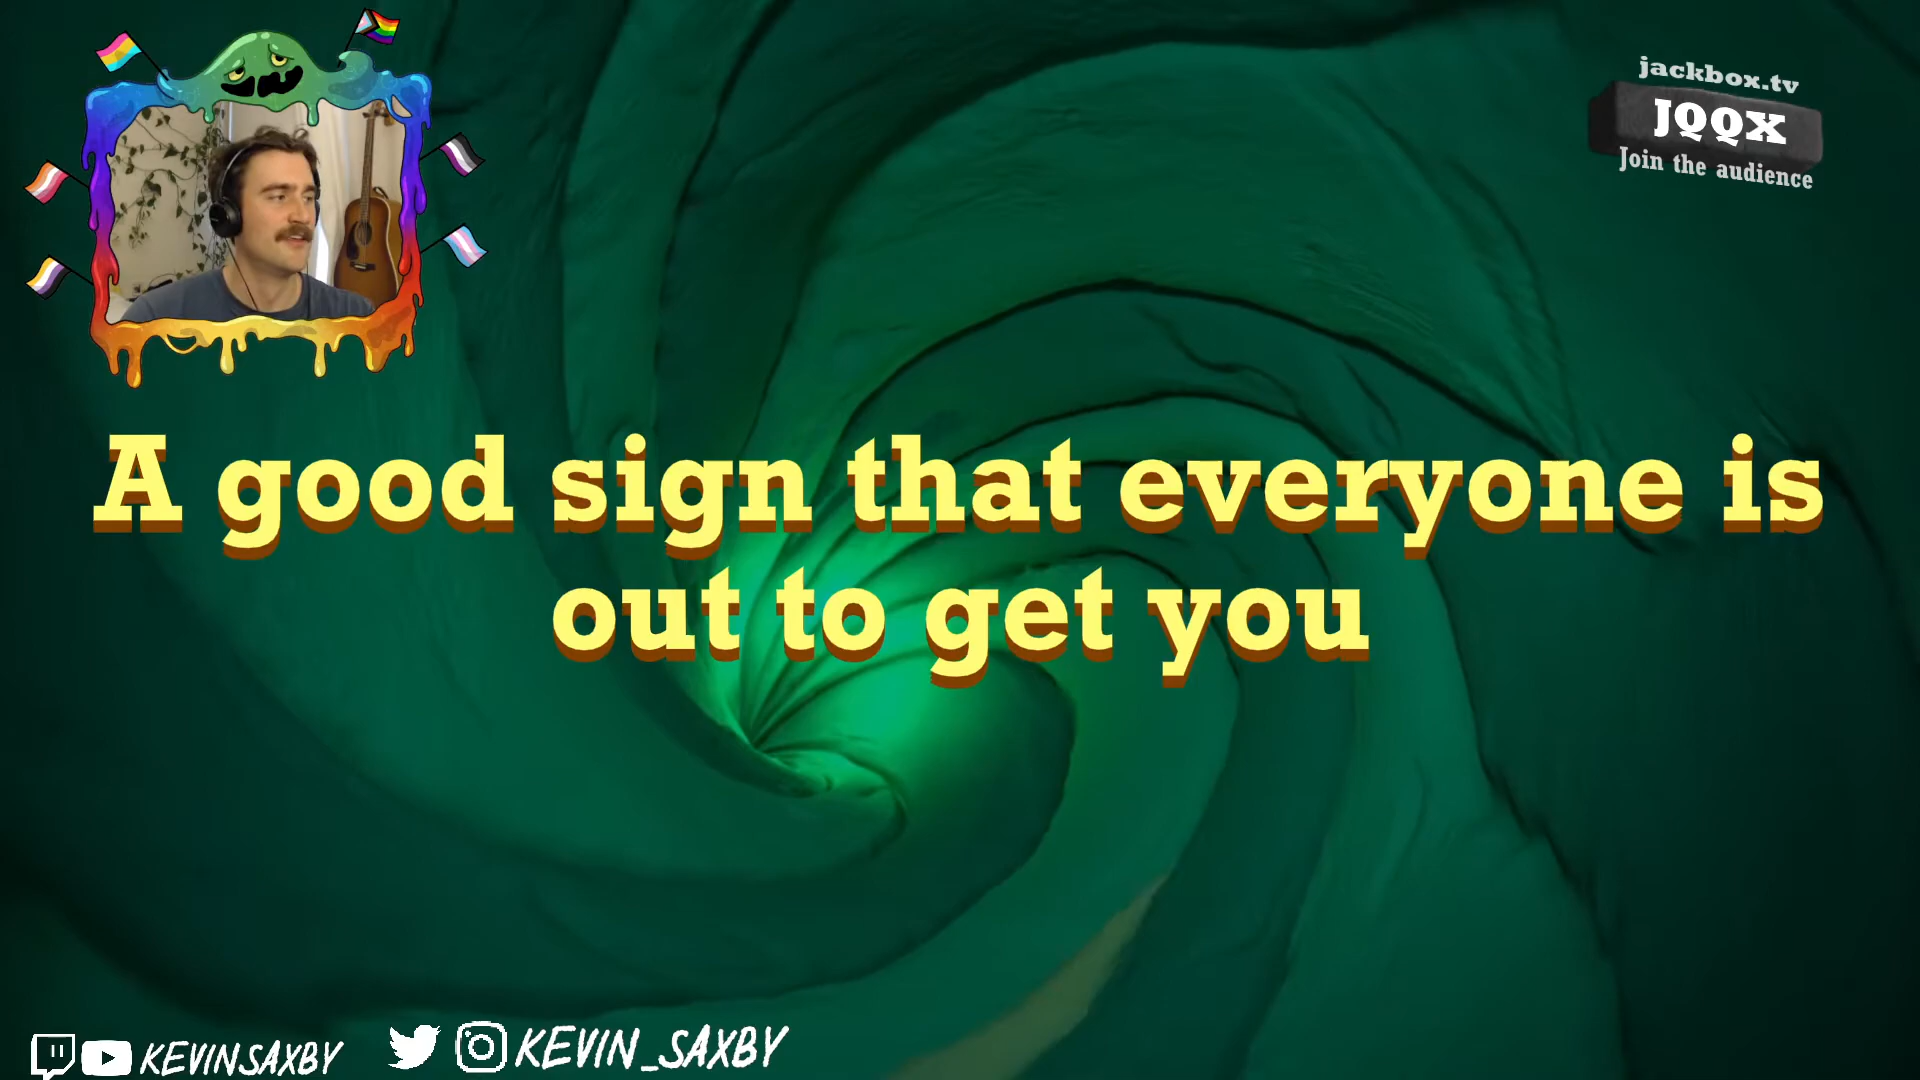 jackbox.tv
JQQX
Join the audience
A good sign that everyone is
out to get you
KEVINSAXBY
KEVIN_SAXBY